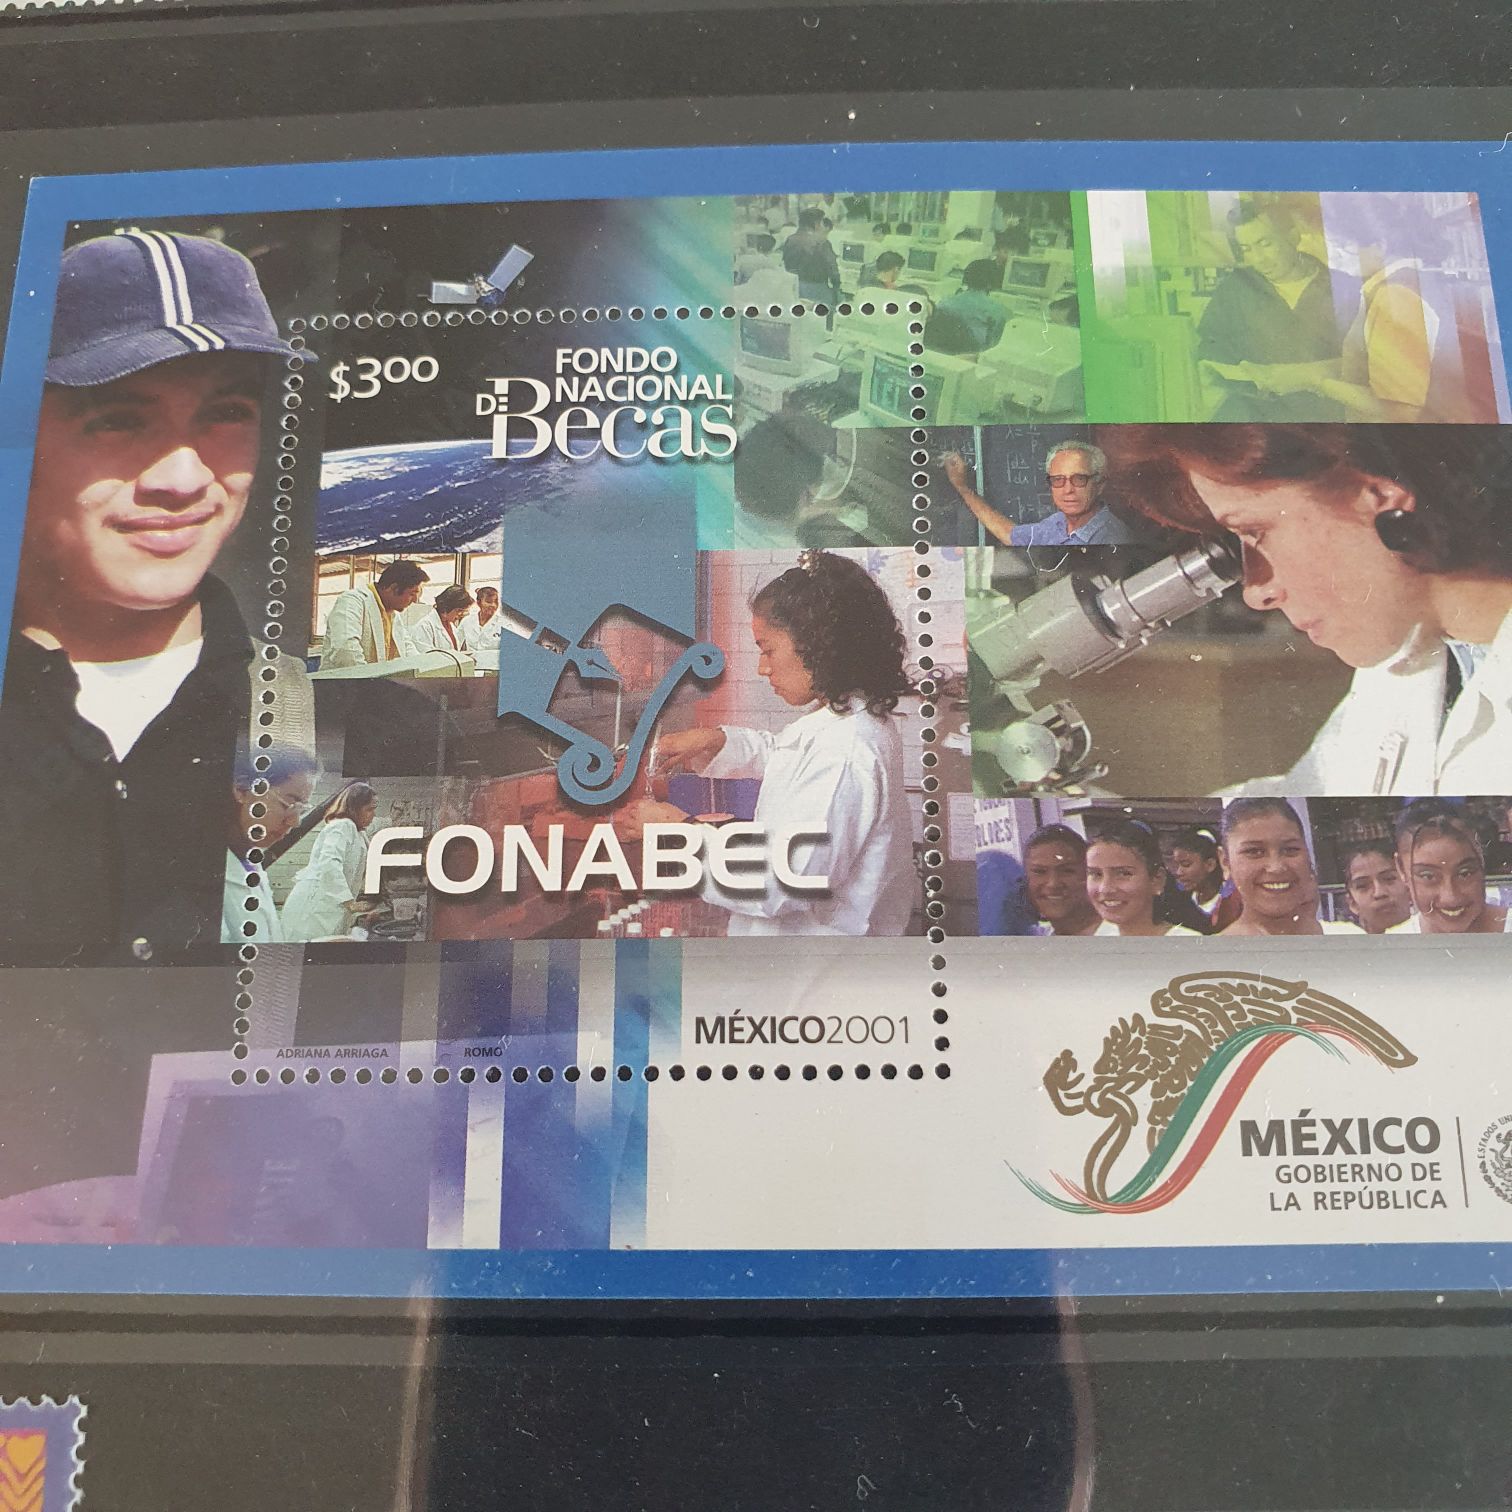 $3.00
FONDO
NACIONAL
DE Becas
FONABEC
MÉXICO2001
ADRIANA ARRIAGA
ROMO
MÉXICO
GOBIERNO DE
LA REPÚBLICA